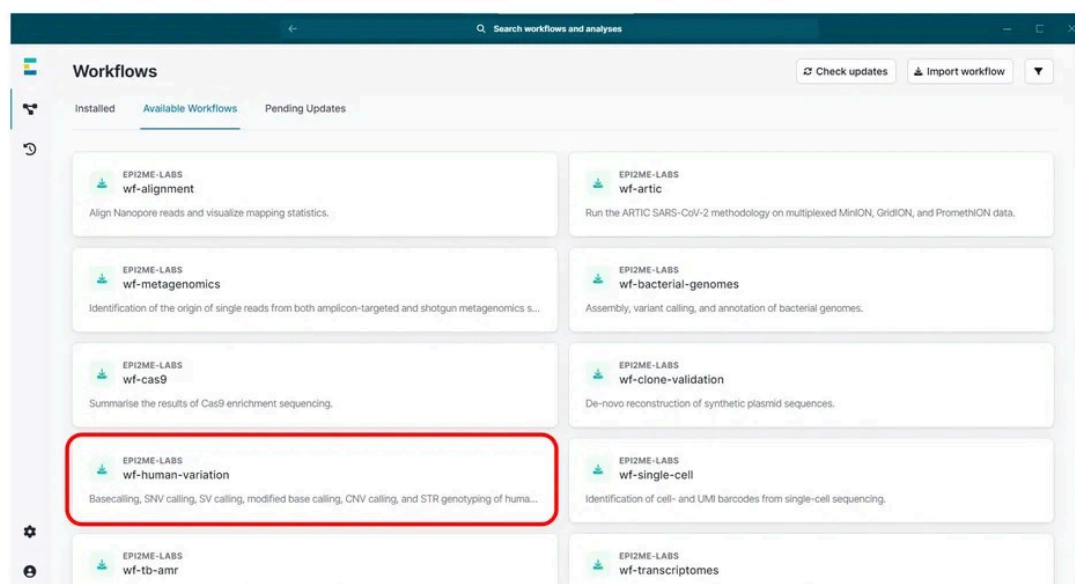 Search workflows and analyses
Workflows
Check updates
Import workflow
Installed
Available Workflows
Pending Updates
EPI2ME-LABS
wf-alignment
Align Nanopore reads and visualize mapping statistics.
EPI2ME-LABS
wf-artic
Run the ARTIC SARS-CoV-2 methodology on multiplexed MinION, GridION, and PromethION data.
EPI2ME-LABS
wf-metagenomics
Identification of the origin of single reads from both amplicon-targeted and shotgun metagenomics s...
EPI2ME-LABS
wf-bacterial-genomes
Assembly, variant calling, and annotation of bacterial genomes.
EPI2ME-LABS
wf-cas9
Summarise the results of Cas9 enrichment sequencing.
EPI2ME-LABS
wf-clone-validation
De-novo reconstruction of synthetic plasmid sequences.
EPI2ME-LABS
wf-human-variation
Basecalling, SNV calling, SV calling, modified base calling, CNV calling, and STR genotyping of huma...
EPI2ME-LABS
wf-single-cell
Identification of cell- and UMI barcodes from single-cell sequencing.
EPI2ME-LABS
wf-tb-amr
EPI2ME-LABS
wf-transcriptomes